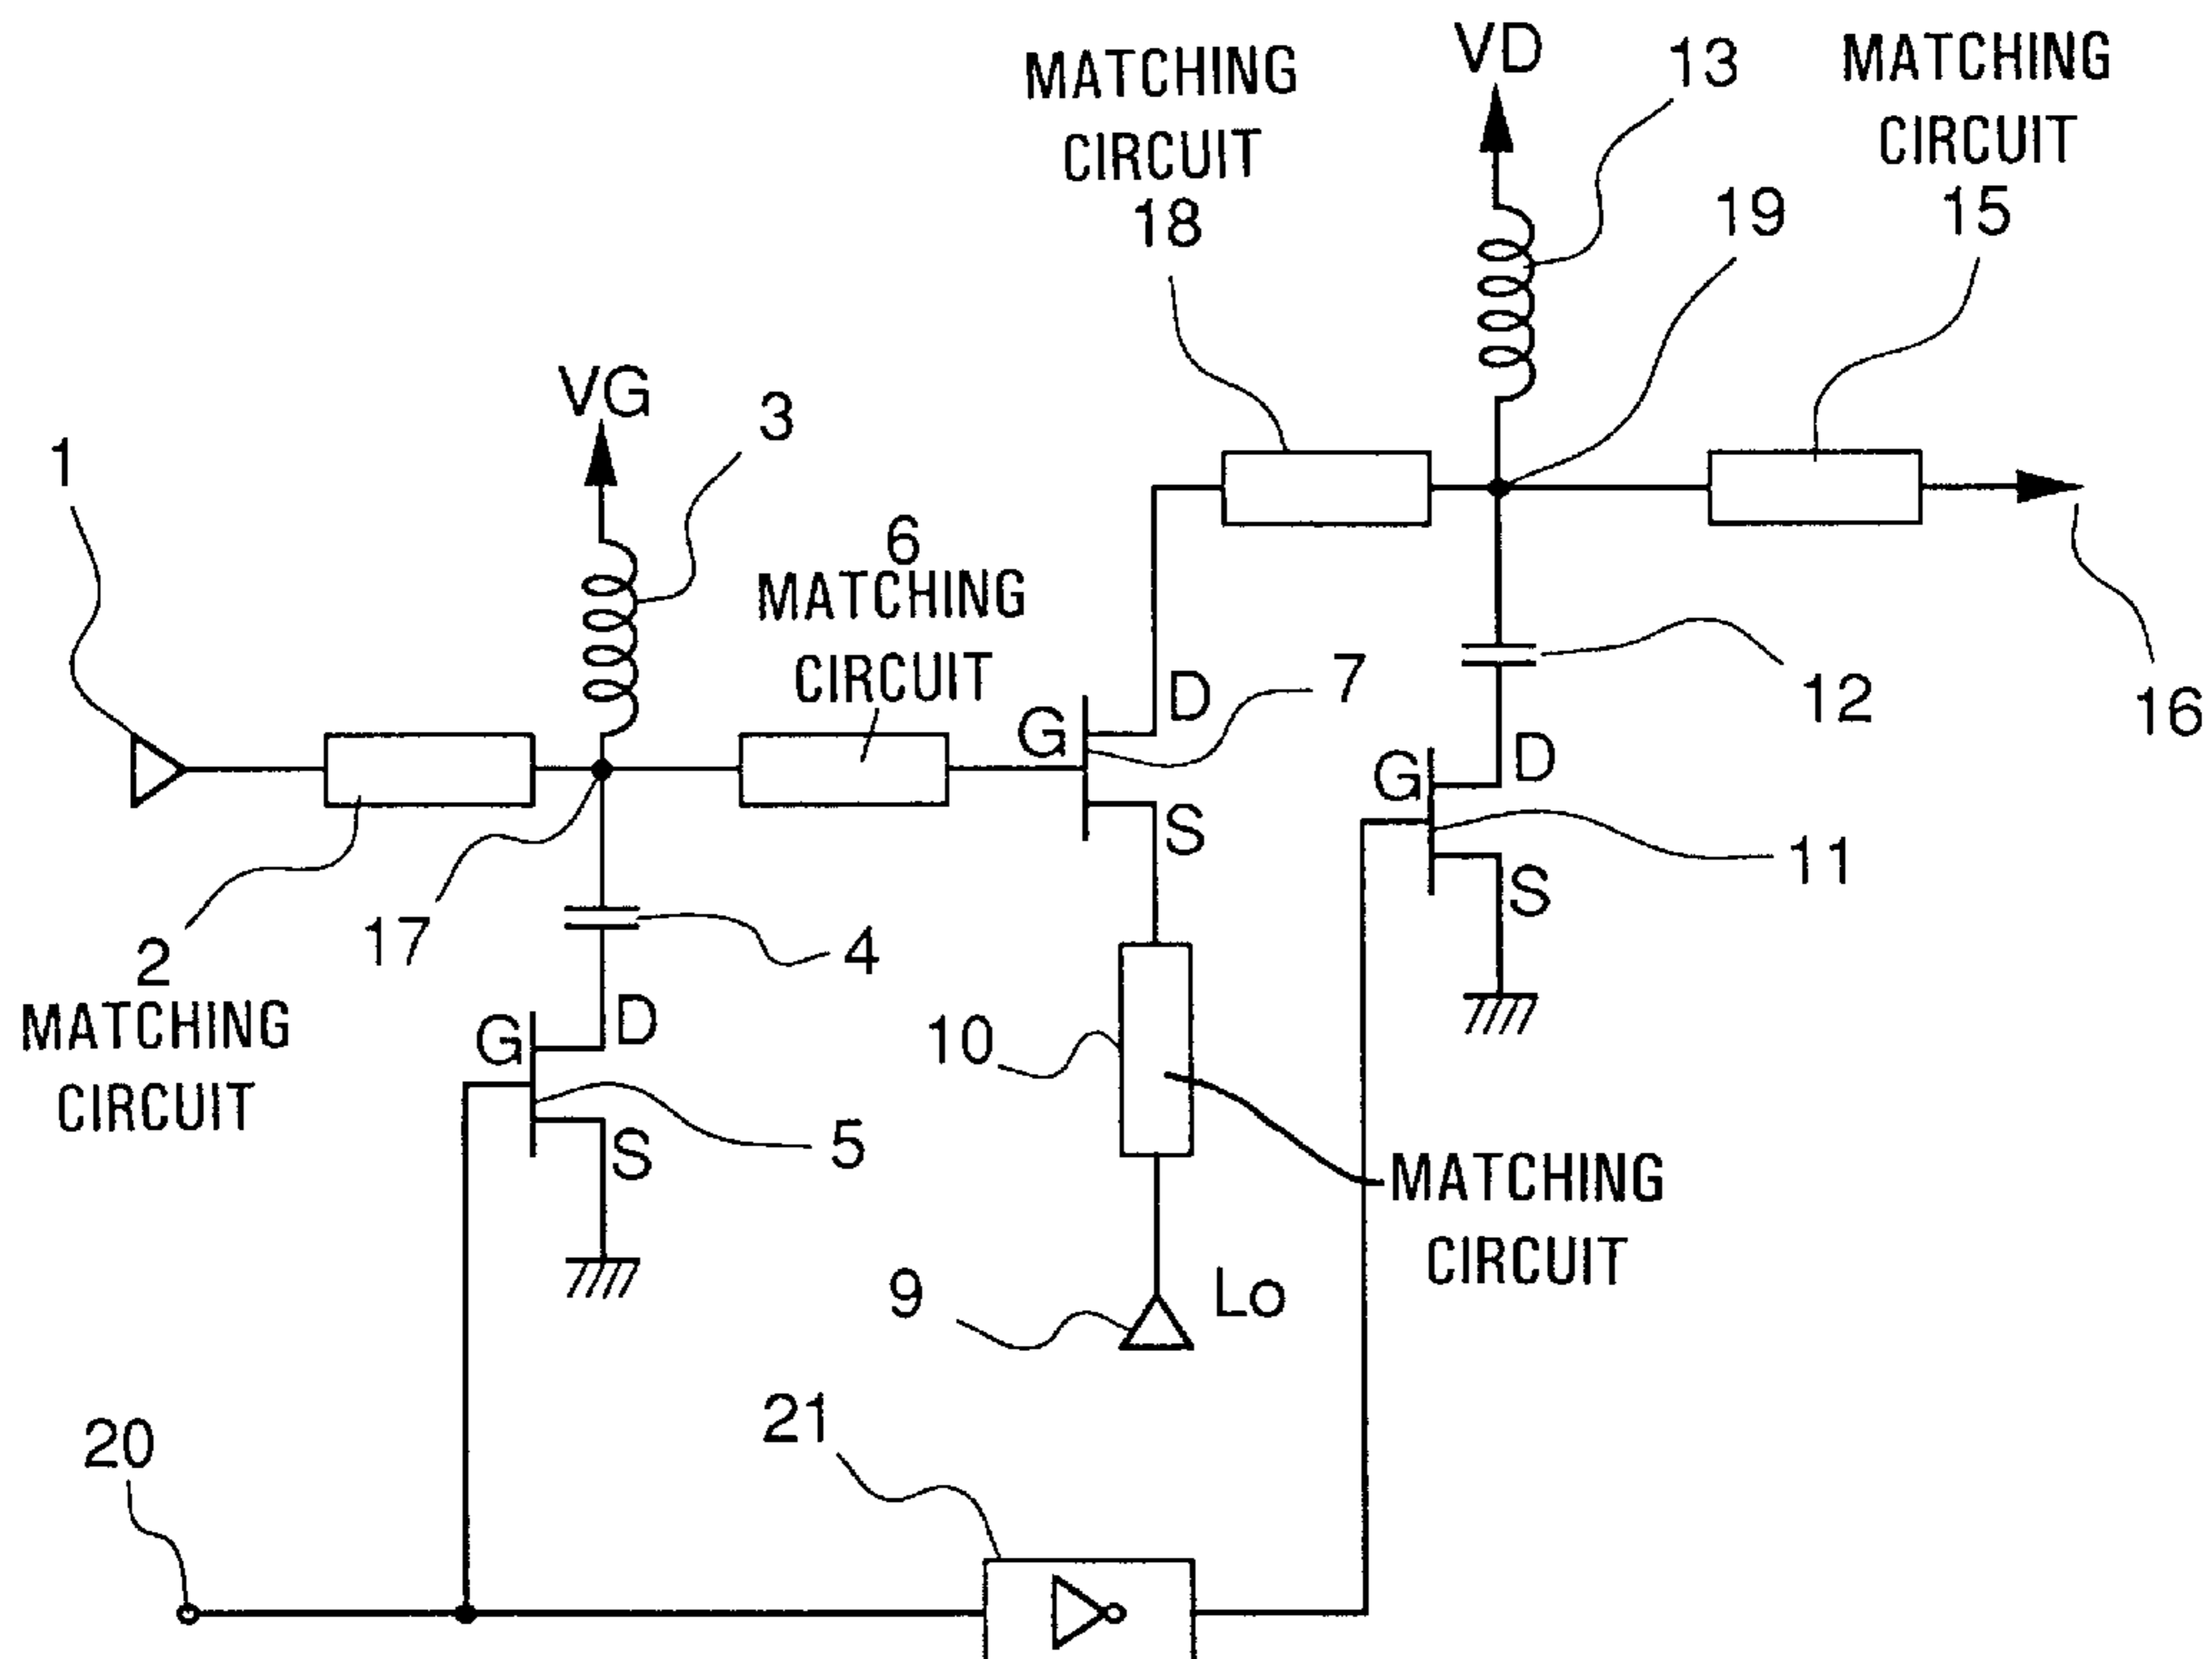 VD
13
MATCHING
CIRCUIT
18
MATCHING
CIRCUIT
15
19
VG
3
1
6
MATCHING
CIRCUIT
G
D
7
S
12
16
G
D
11
S
2
MATCHING
CIRCUIT
17
4
G
D
5
S
10
MATCHING
CIRCUIT
9
Lo
20
21